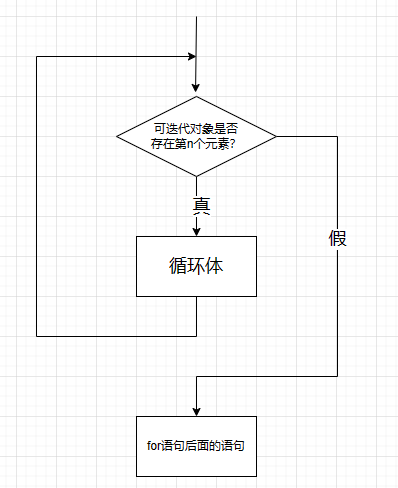 可迭代对象是否
存在第n个元素?
真
假
循环体
for语句后面的语句